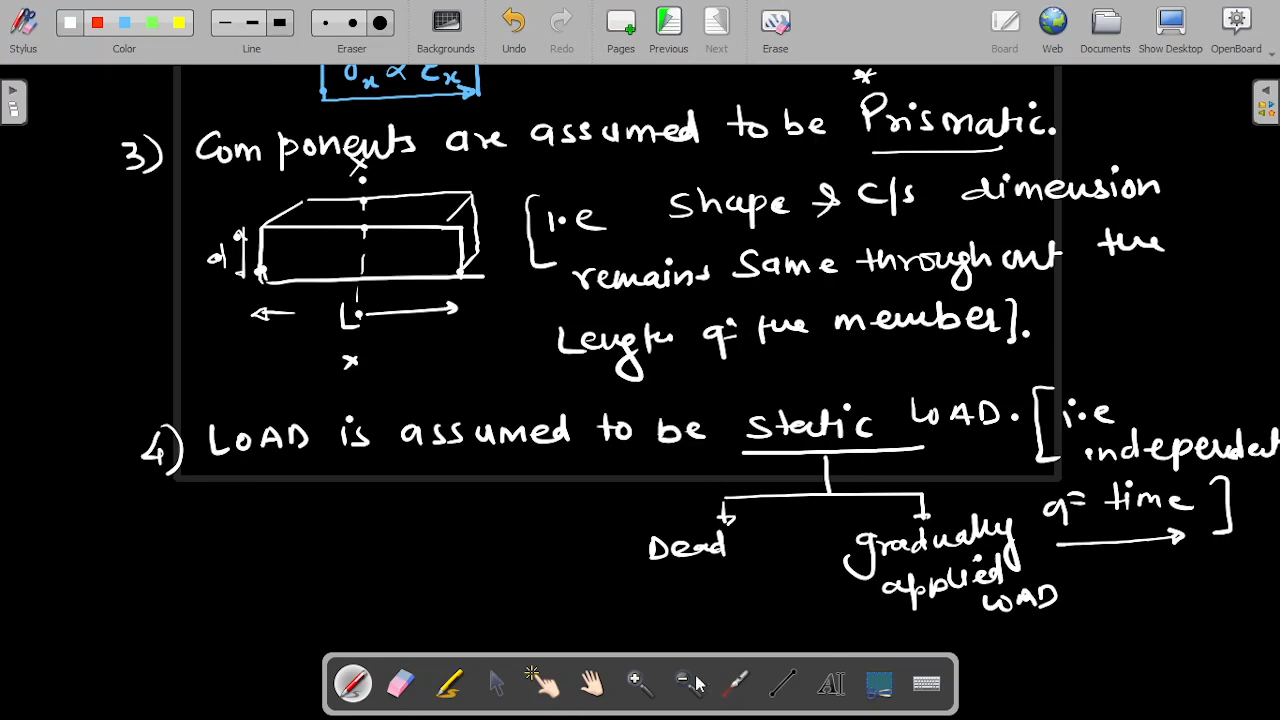 Stylus
Color
Line
Eraser
Backgrounds
Undo
Redo
Pages
Previous
Next
Erase
Board
Web
Documents
Show Desktop
OpenBoard
σx ∝ εx
3) Components are assumed to be Prismatic.
[i.e shape & C/s dimension
remains same throughout the
Length of the member].
x
d
L
x
4) LOAD is assumed to be static LOAD. [i.e
independent
of time]
Dead
gradually
applied
LOAD